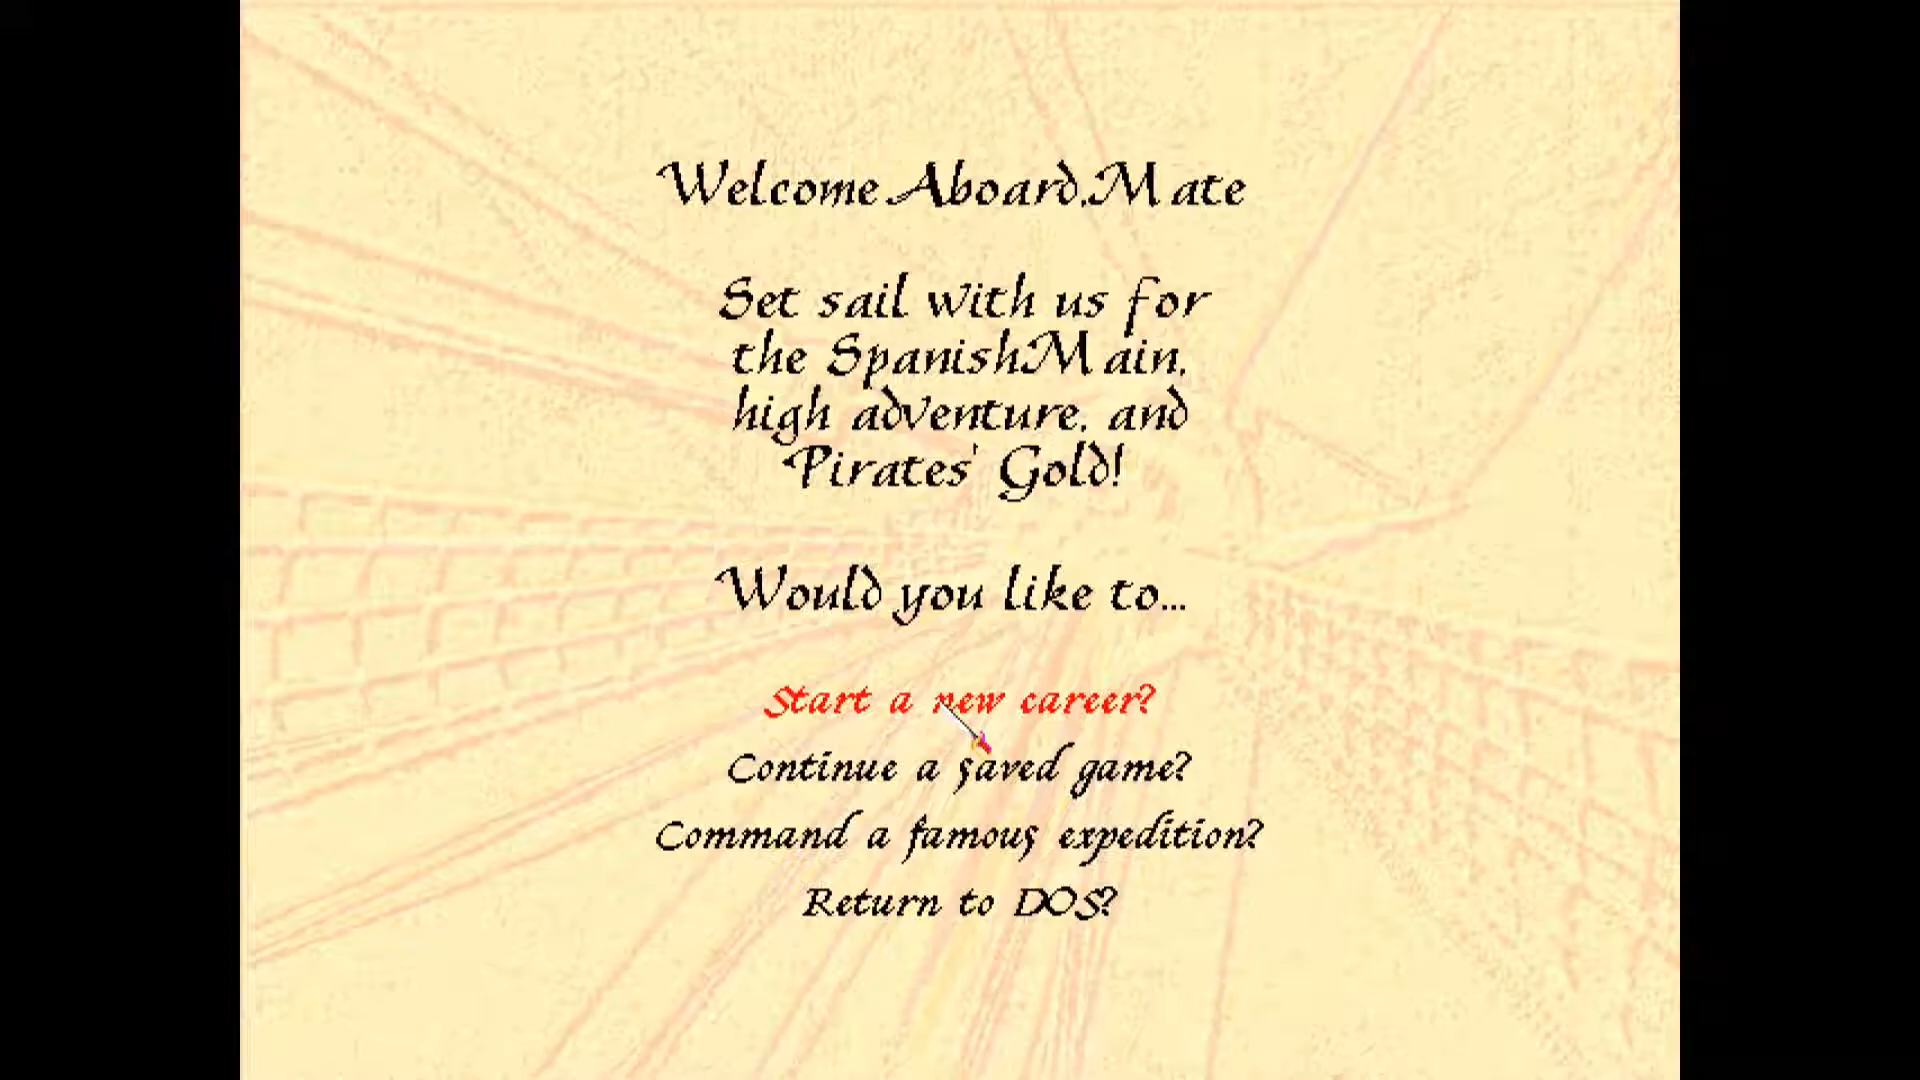 Welcome Aboard, Mate
Set sail with us for
the Spanish Main,
high adventure, and
Pirates' Gold!
Would you like to...
Start a new career?
Continue a saved game?
Command a famous expedition?
Return to DOS?